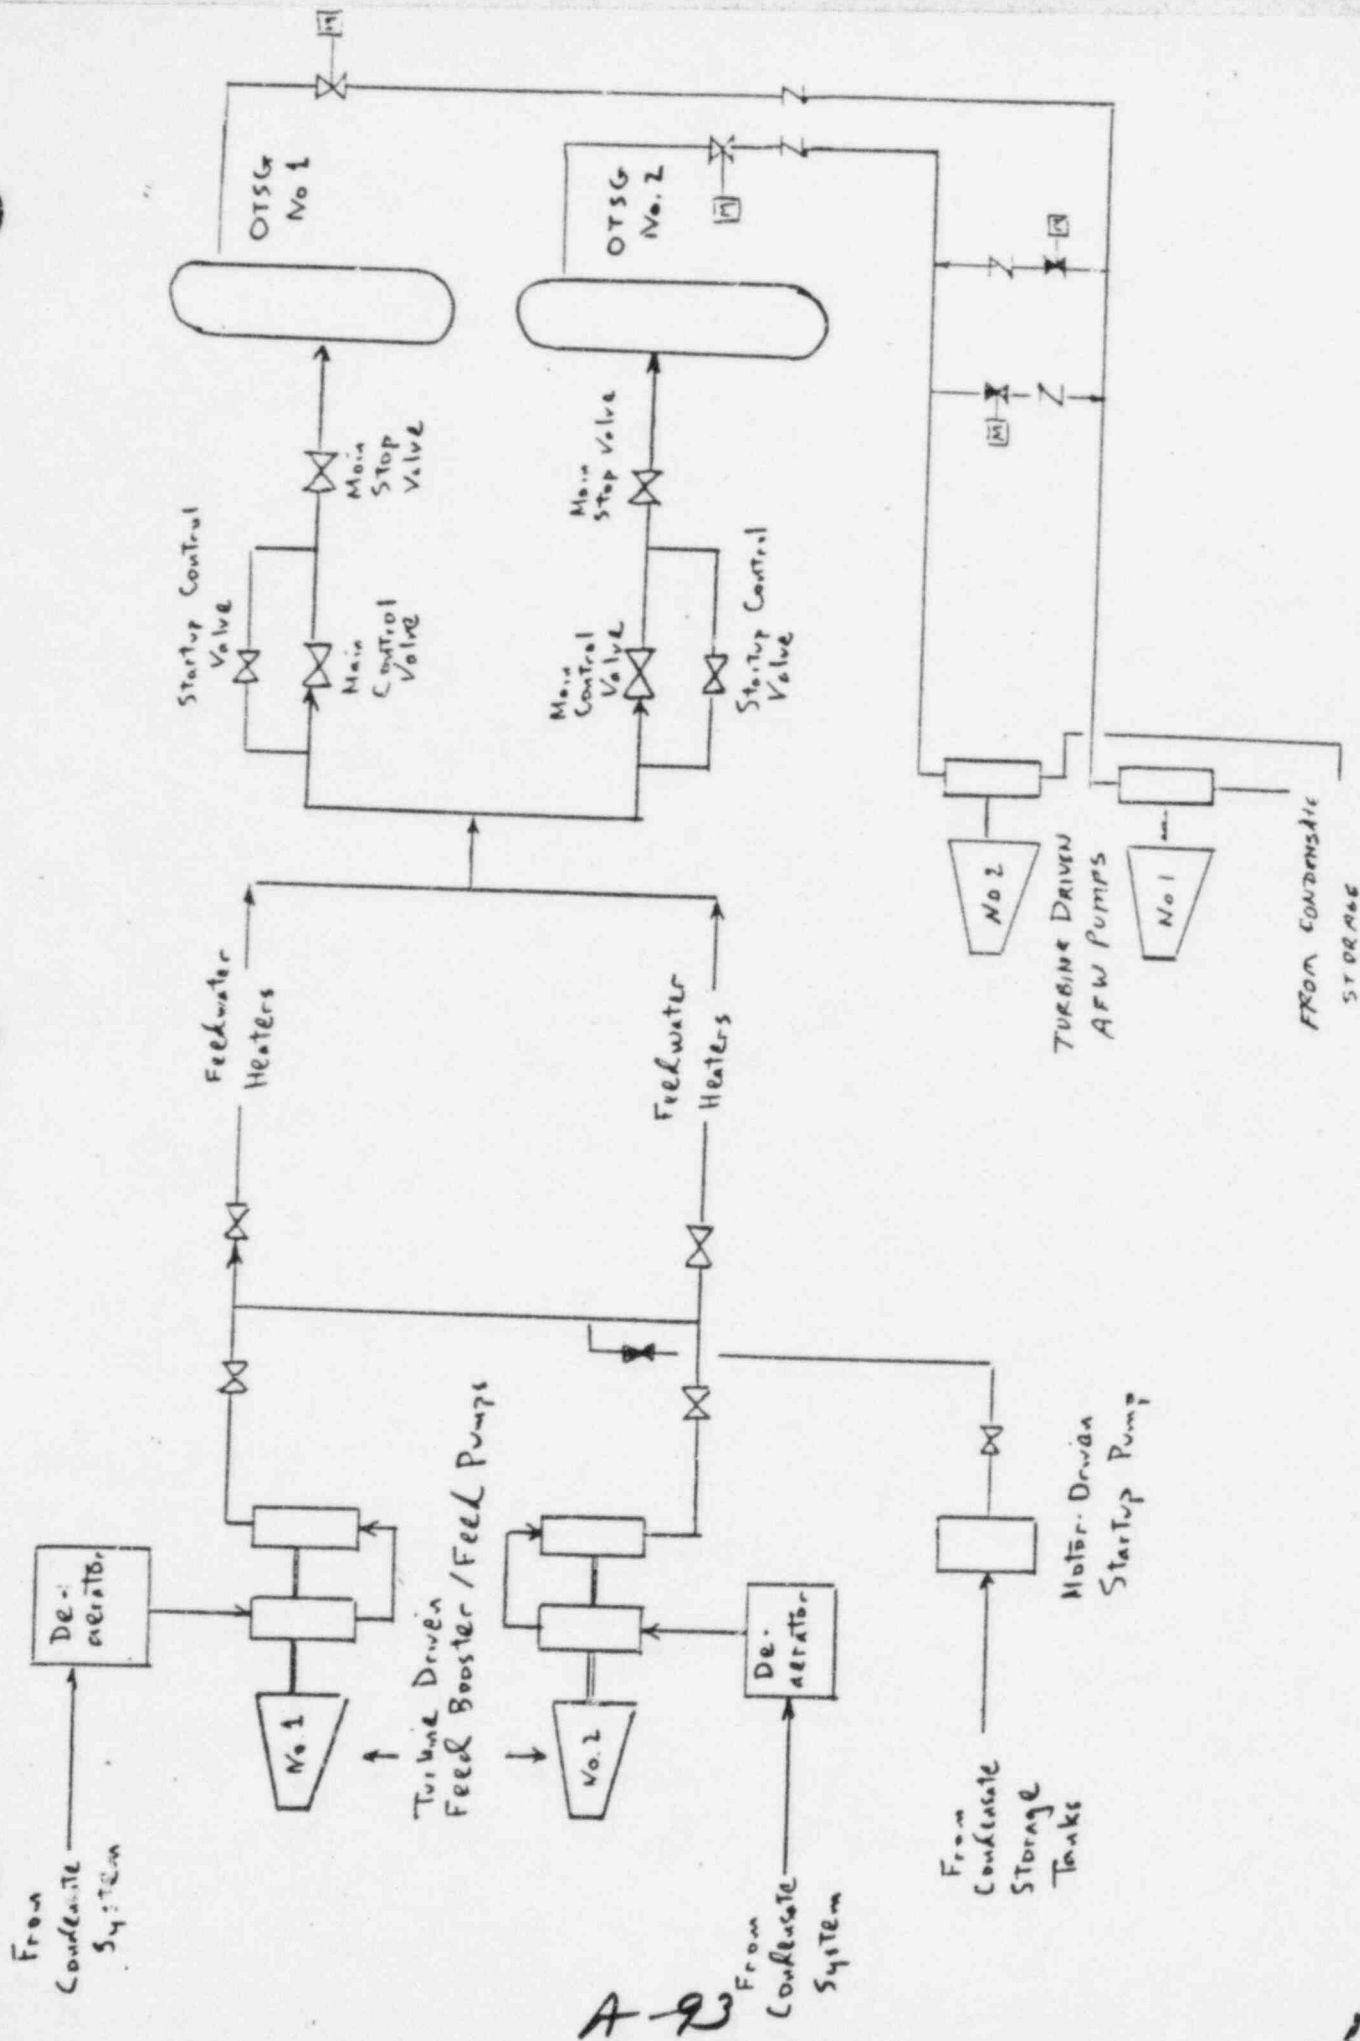 From
Condensate
System
De-
aerator
No. 1
Turbine Driven
Feed Booster / Feed Pumps
No. 2
De-
aerator
From
Condensate
System
From
Condensate
Storage
Tanks
Motor-Driven
Startup Pump
Feedwater
Heaters
Feedwater
Heaters
Startup Control
Valve
Main
Control
Valve
Main
Stop
Valve
Main
Control
Valve
Startup Control
Valve
Main
Stop Valve
OTSG
No 1
OTSG
No. 2
M
M
M
M
No 2
TURBINE DRIVEN
AFW PUMPS
No 1
FROM CONDENSATE
STORAGE
A-93